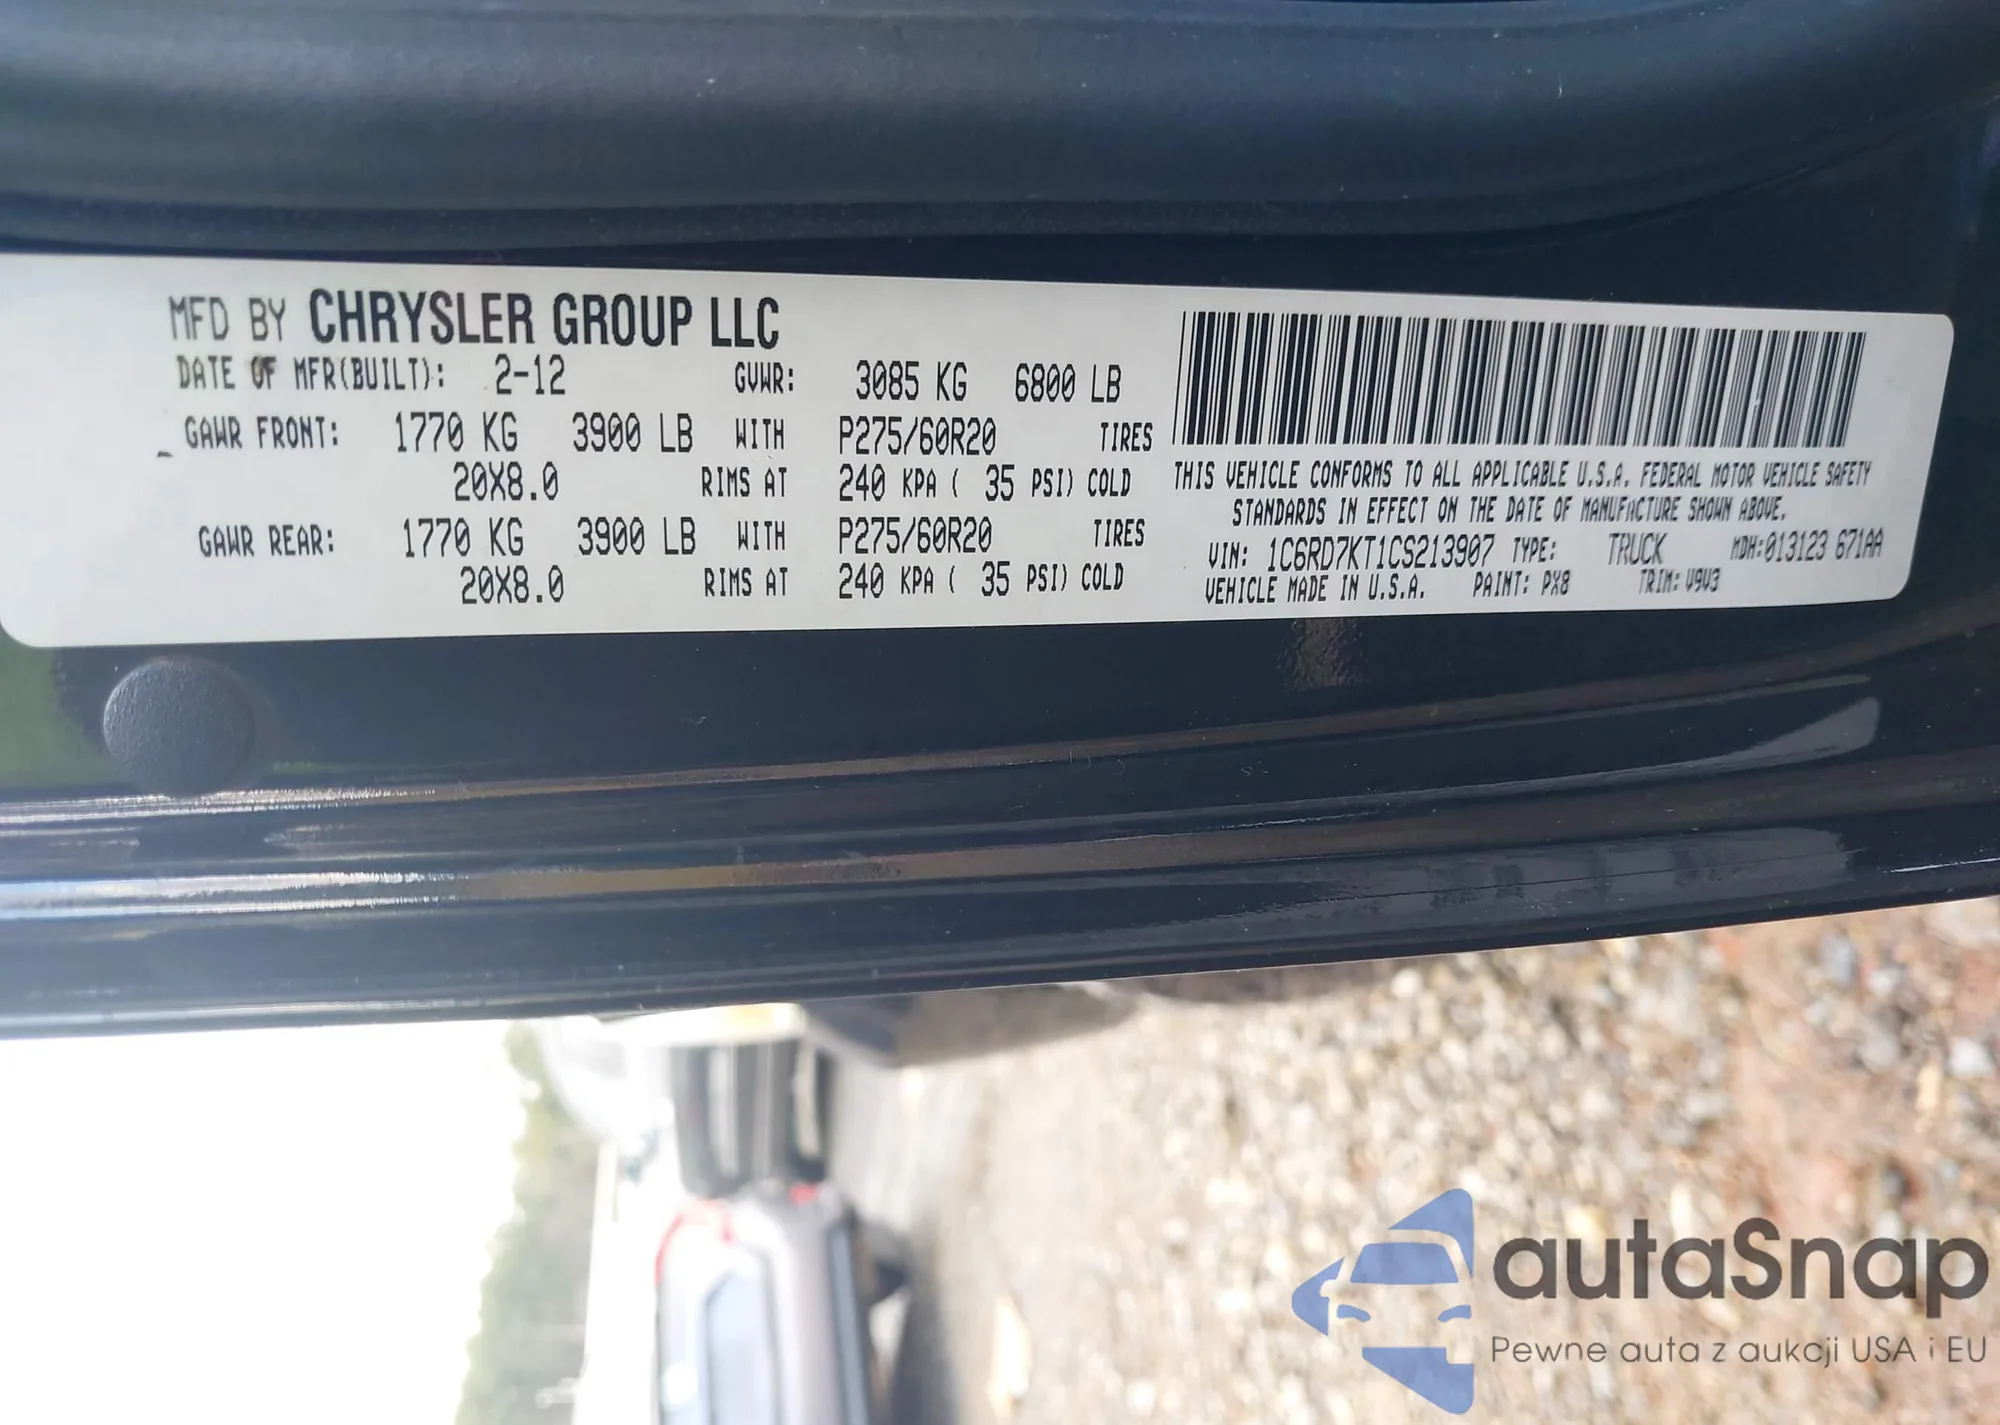 MFD BY CHRYSLER GROUP LLC
DATE OF MFR(BUILT): 2-12 GVWR: 3085 KG 6800 LB
GAWR FRONT: 1770 KG 3900 LB WITH P275/60R20 TIRES
20X8.0 RIMS AT 240 KPA ( 35 PSI) COLD
GAWR REAR: 1770 KG 3900 LB WITH P275/60R20 TIRES
20X8.0 RIMS AT 240 KPA ( 35 PSI) COLD
THIS VEHICLE CONFORMS TO ALL APPLICABLE U.S.A. FEDERAL MOTOR VEHICLE SAFETY
STANDARDS IN EFFECT ON THE DATE OF MANUFACTURE SHOWN ABOVE.
VIN: 1C6RD7KT1CS213907 TYPE: TRUCK MDH:013123 671AA
VEHICLE MADE IN U.S.A. PAINT: PX8 TRIM: V9V3
autaSnap
Pewne auta z aukcji USA i EU